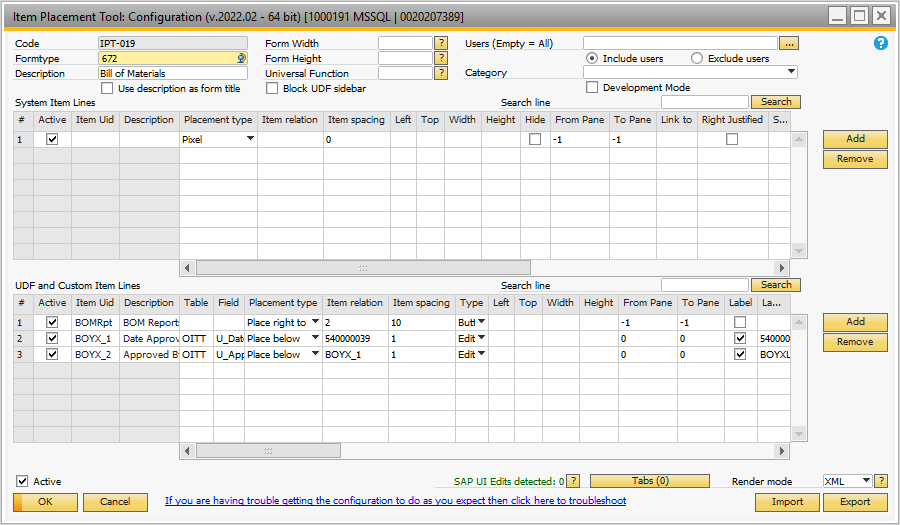 Item Placement Tool: Configuration (v.2022.02 - 64 bit) [1000191 MSSQL | 0020207389]
Code IPT-019 Form Width ? Users (Empty = All) ... ?
Formtype 672 Form Height ? Include users Exclude users
Description Bill of Materials Universal Function ? Category
Use description as form title Block UDF sidebar Development Mode
System Item Lines Search line Search
# Active Item Uid Description Placement type Item relation Item spacing Left Top Width Height Hide From Pane To Pane Link to Right Justified S...
1 Pixel 0 -1 -1
Add
Remove
UDF and Custom Item Lines Search line Search
# Active Item Uid Description Table Field Placement type Item relation Item spacing Type Left Top Width Height From Pane To Pane Label La...
1 BOMRpt BOM Reports Place right to 2 10 Butt -1 -1
2 BOYX_1 Date Approv OITT U_Date Place below 540000039 1 Edit 0 0 540000
3 BOYX_2 Approved By OITT U_App Place below BOYX_1 1 Edit 0 0 BOYXL
Add
Remove
Active SAP UI Edits detected: 0 ? Tabs (0) Render mode XML ?
OK Cancel If you are having trouble getting the configuration to do as you expect then click here to troubleshoot Import Export